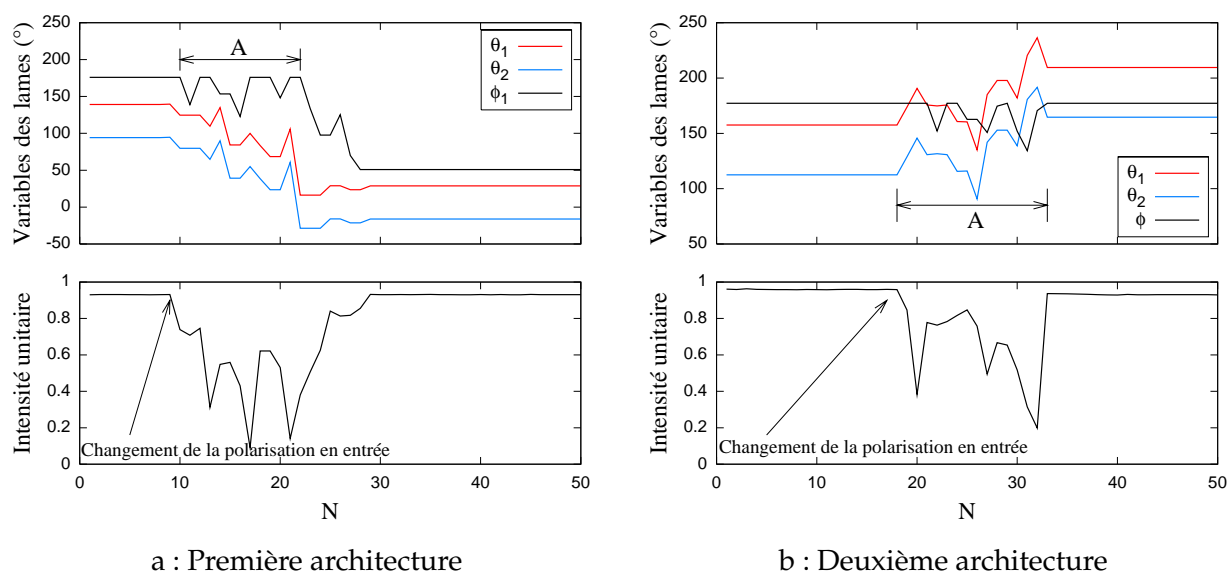 Variables des lames (°)
250
200
150
100
50
0
-50
A
θ1
θ2
ϕ1
Intensité unitaire
1
0.8
0.6
0.4
0.2
0
Changement de la polarisation en entrée
0 10 20 30 40 50
N
a : Première architecture
Variables des lames (°)
250
200
150
100
50
A
θ1
θ2
ϕ
Intensité unitaire
1
0.8
0.6
0.4
0.2
0
Changement de la polarisation en entrée
0 10 20 30 40 50
N
b : Deuxième architecture